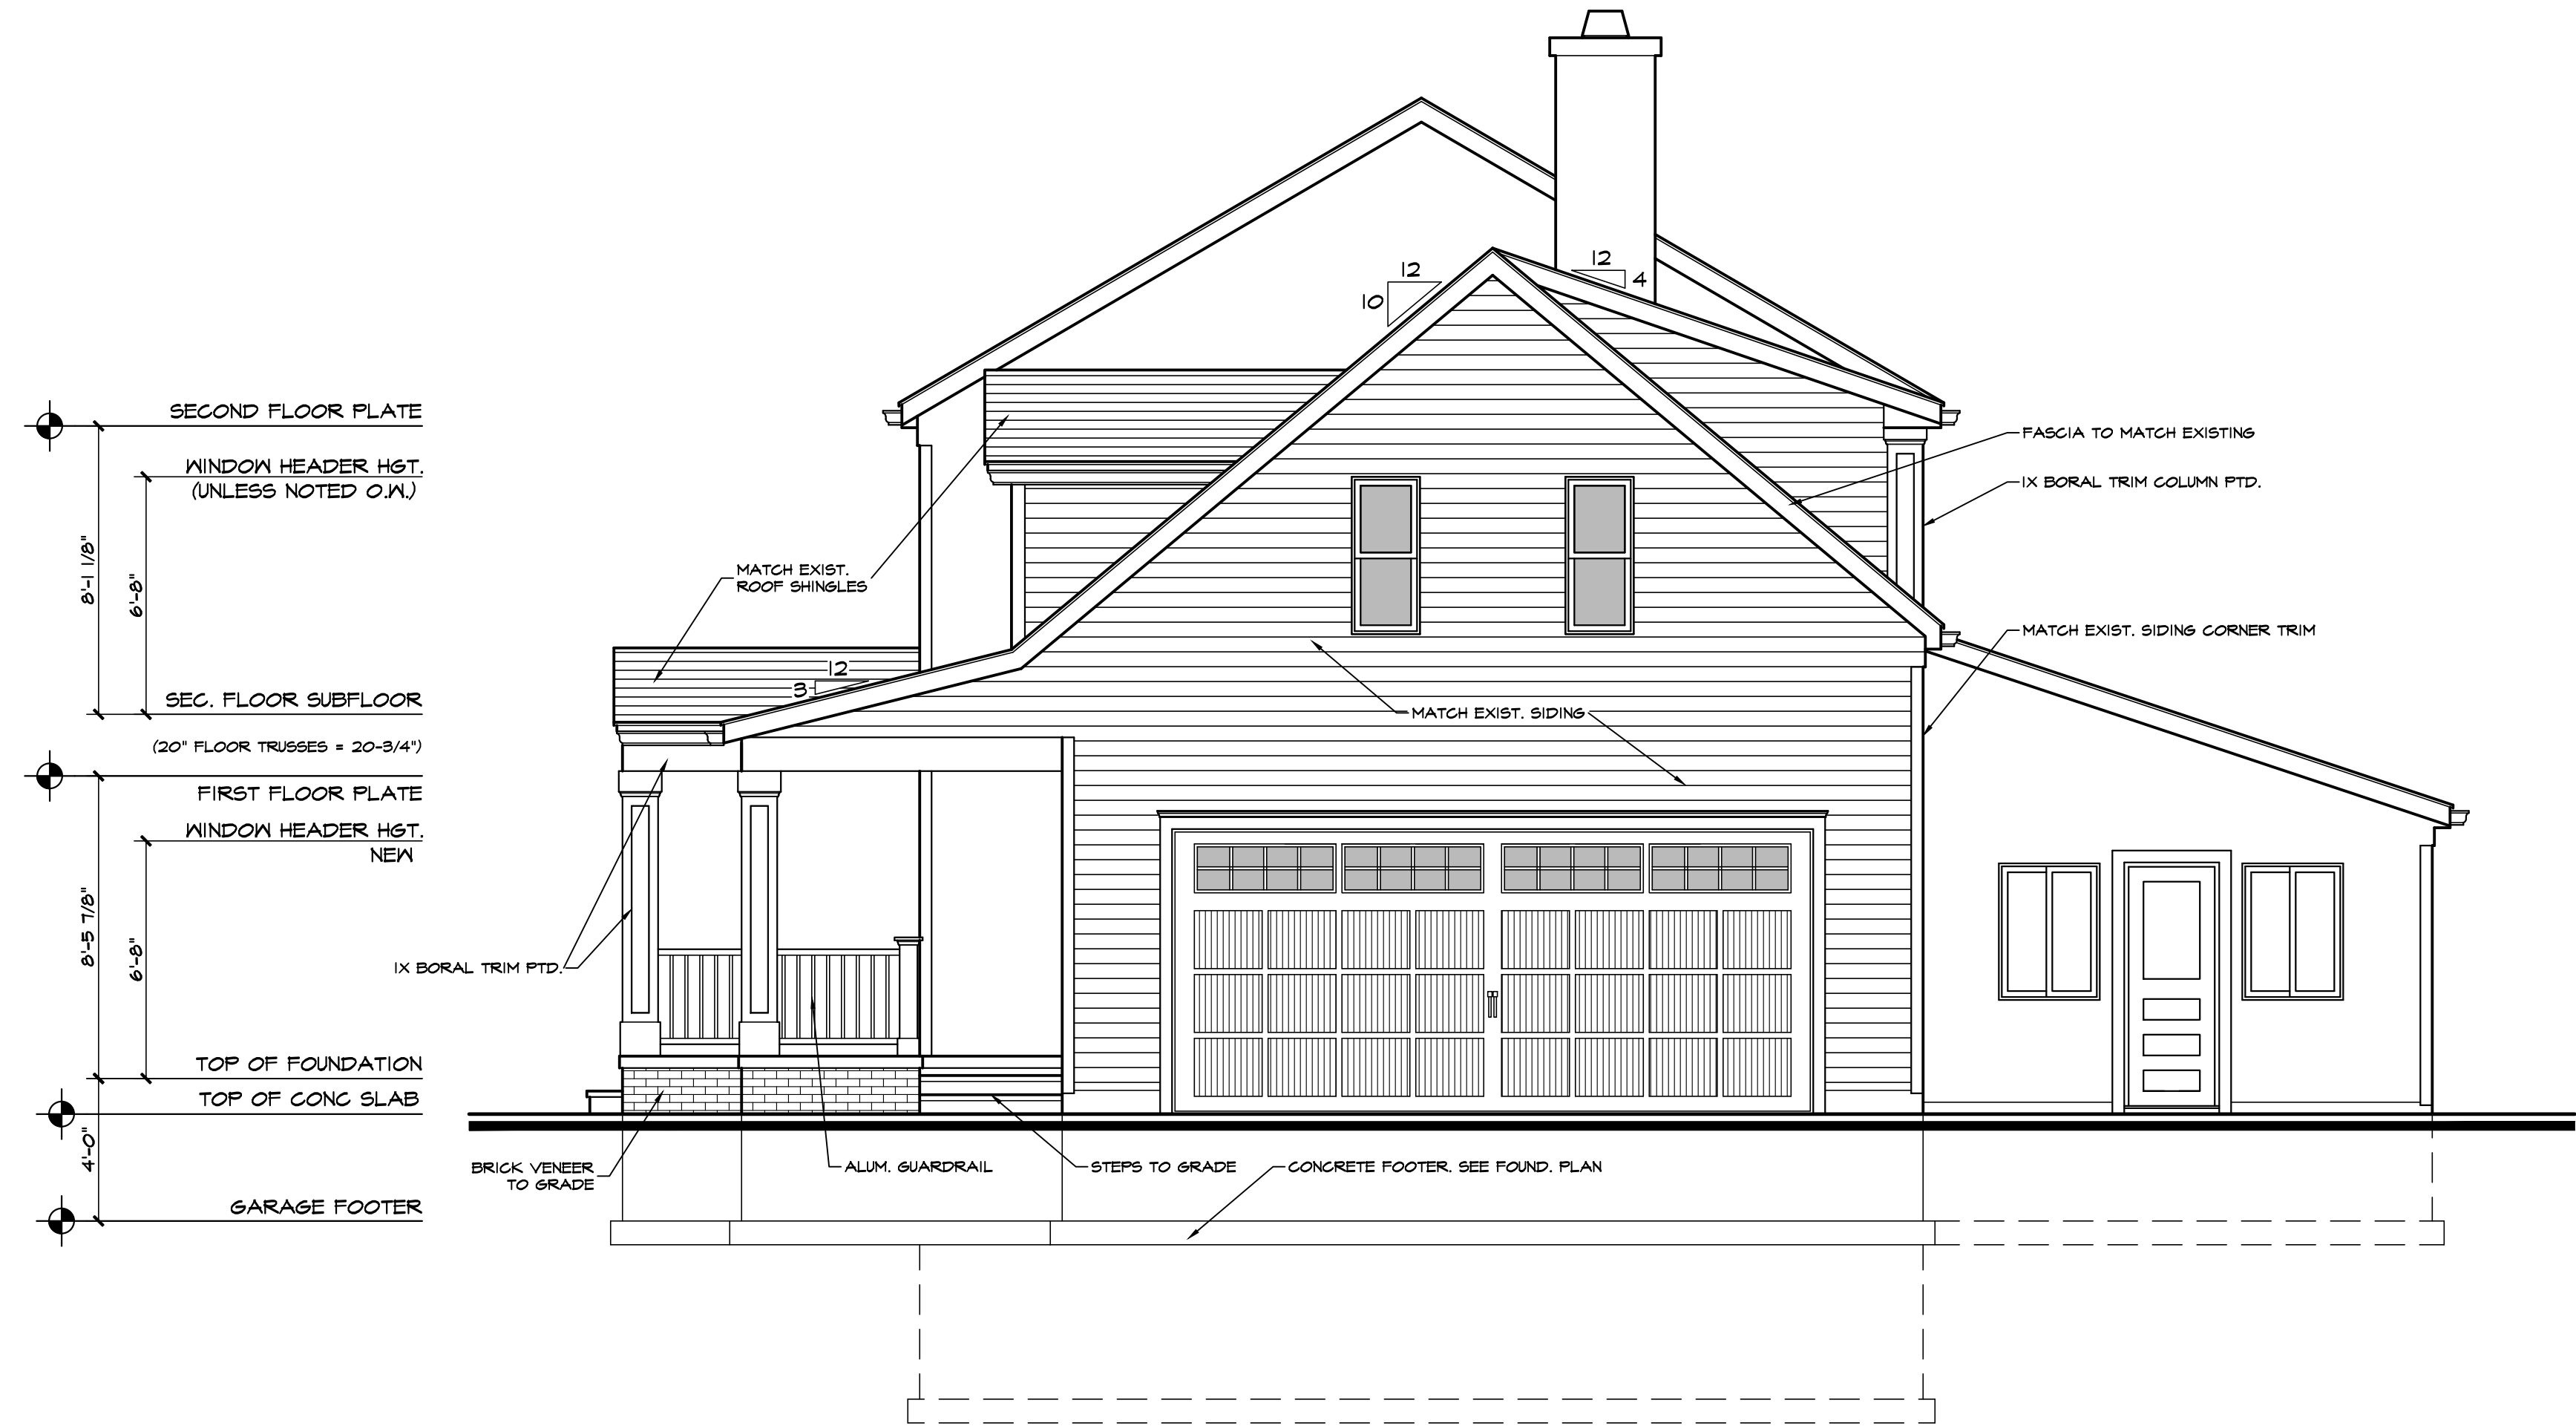 12
10
12
4
SECOND FLOOR PLATE
WINDOW HEADER HGT.
(UNLESS NOTED O.W.)
8'-1 1/8"
6'-8"
SEC. FLOOR SUBFLOOR
(20" FLOOR TRUSSES = 20-3/4")
FIRST FLOOR PLATE
WINDOW HEADER HGT.
NEW
8'-5 7/8"
6'-8"
TOP OF FOUNDATION
TOP OF CONC SLAB
4'-0"
GARAGE FOOTER
MATCH EXIST.
ROOF SHINGLES
12
3
1X BORAL TRIM PTD.
BRICK VENEER
TO GRADE
ALUM. GUARDRAIL
STEPS TO GRADE
CONCRETE FOOTER. SEE FOUND. PLAN
MATCH EXIST. SIDING
FASCIA TO MATCH EXISTING
1X BORAL TRIM COLUMN PTD.
MATCH EXIST. SIDING CORNER TRIM